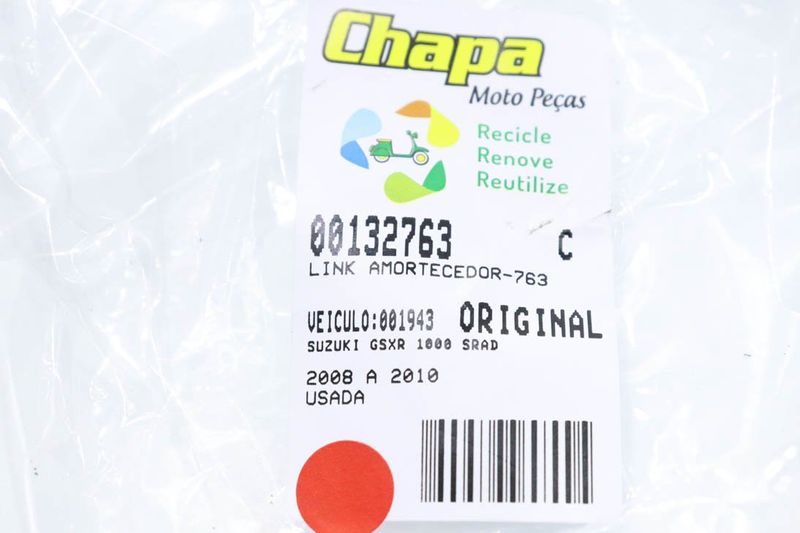 Chapa
Moto Peças
Recicle
Renove
Reutilize
00132763 C
LINK AMORTECEDOR-763
VEICULO:001943 ORIGINAL
SUZUKI GSXR 1000 SRAD
2008 A 2010
USADA